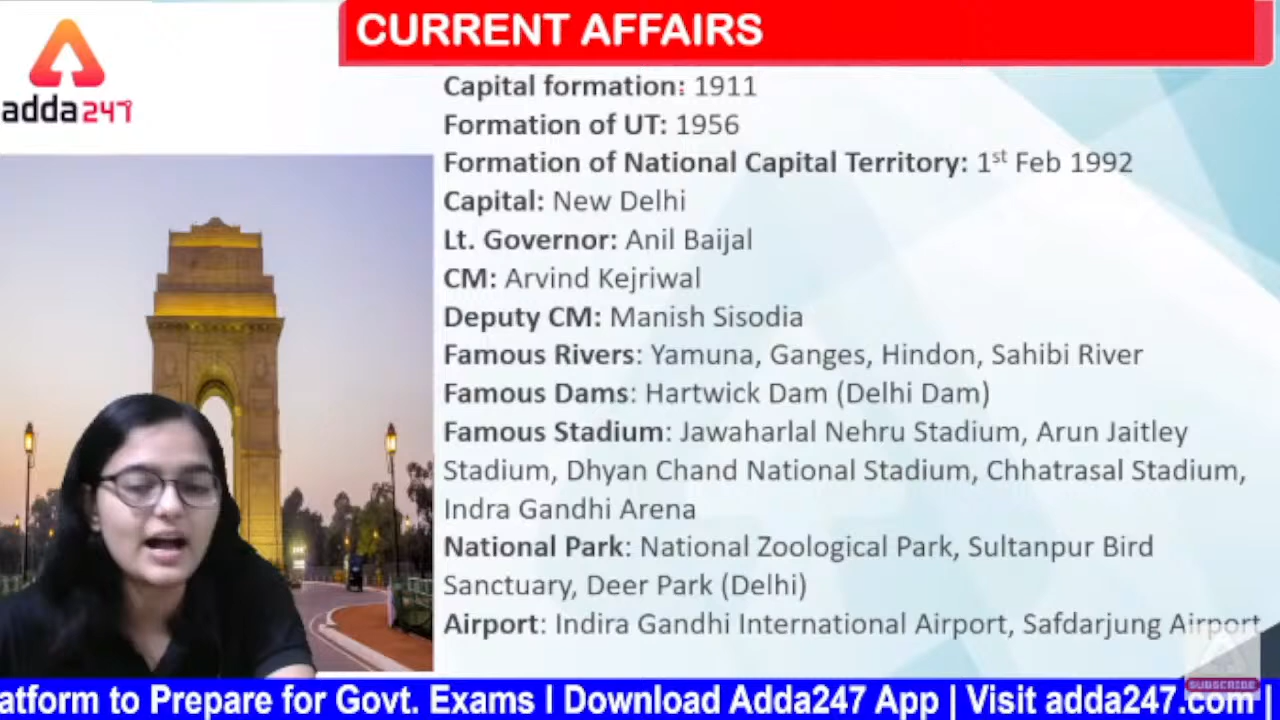 CURRENT AFFAIRS
adda247
Capital formation: 1911
Formation of UT: 1956
Formation of National Capital Territory: 1st Feb 1992
Capital: New Delhi
Lt. Governor: Anil Baijal
CM: Arvind Kejriwal
Deputy CM: Manish Sisodia
Famous Rivers: Yamuna, Ganges, Hindon, Sahibi River
Famous Dams: Hartwick Dam (Delhi Dam)
Famous Stadium: Jawaharlal Nehru Stadium, Arun Jaitley
Stadium, Dhyan Chand National Stadium, Chhatrasal Stadium,
Indra Gandhi Arena
National Park: National Zoological Park, Sultanpur Bird
Sanctuary, Deer Park (Delhi)
Airport: Indira Gandhi International Airport, Safdarjung Airport
SUBSCRIBE
atform to Prepare for Govt. Exams I Download Adda247 App | Visit adda247.com |